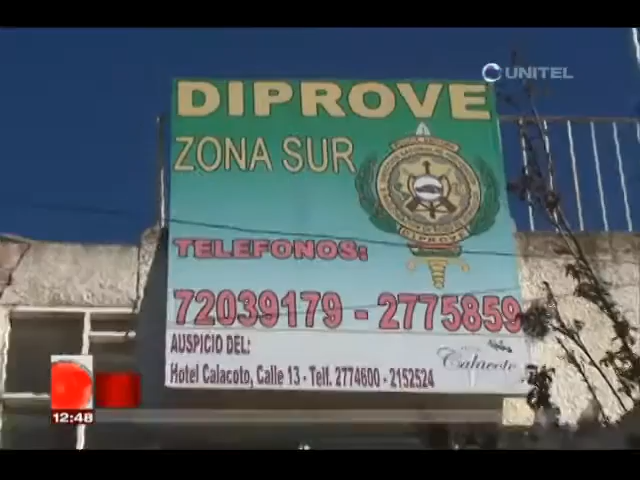 UNITEL
DIPROVE
ZONA SUR
DIPROVE
TELEFONOS:
72039179 - 2775859
AUSPICIO DEL:
Hotel Calacoto, Calle 13 - Telf. 2774600 - 2152524
Calacoto
12:48